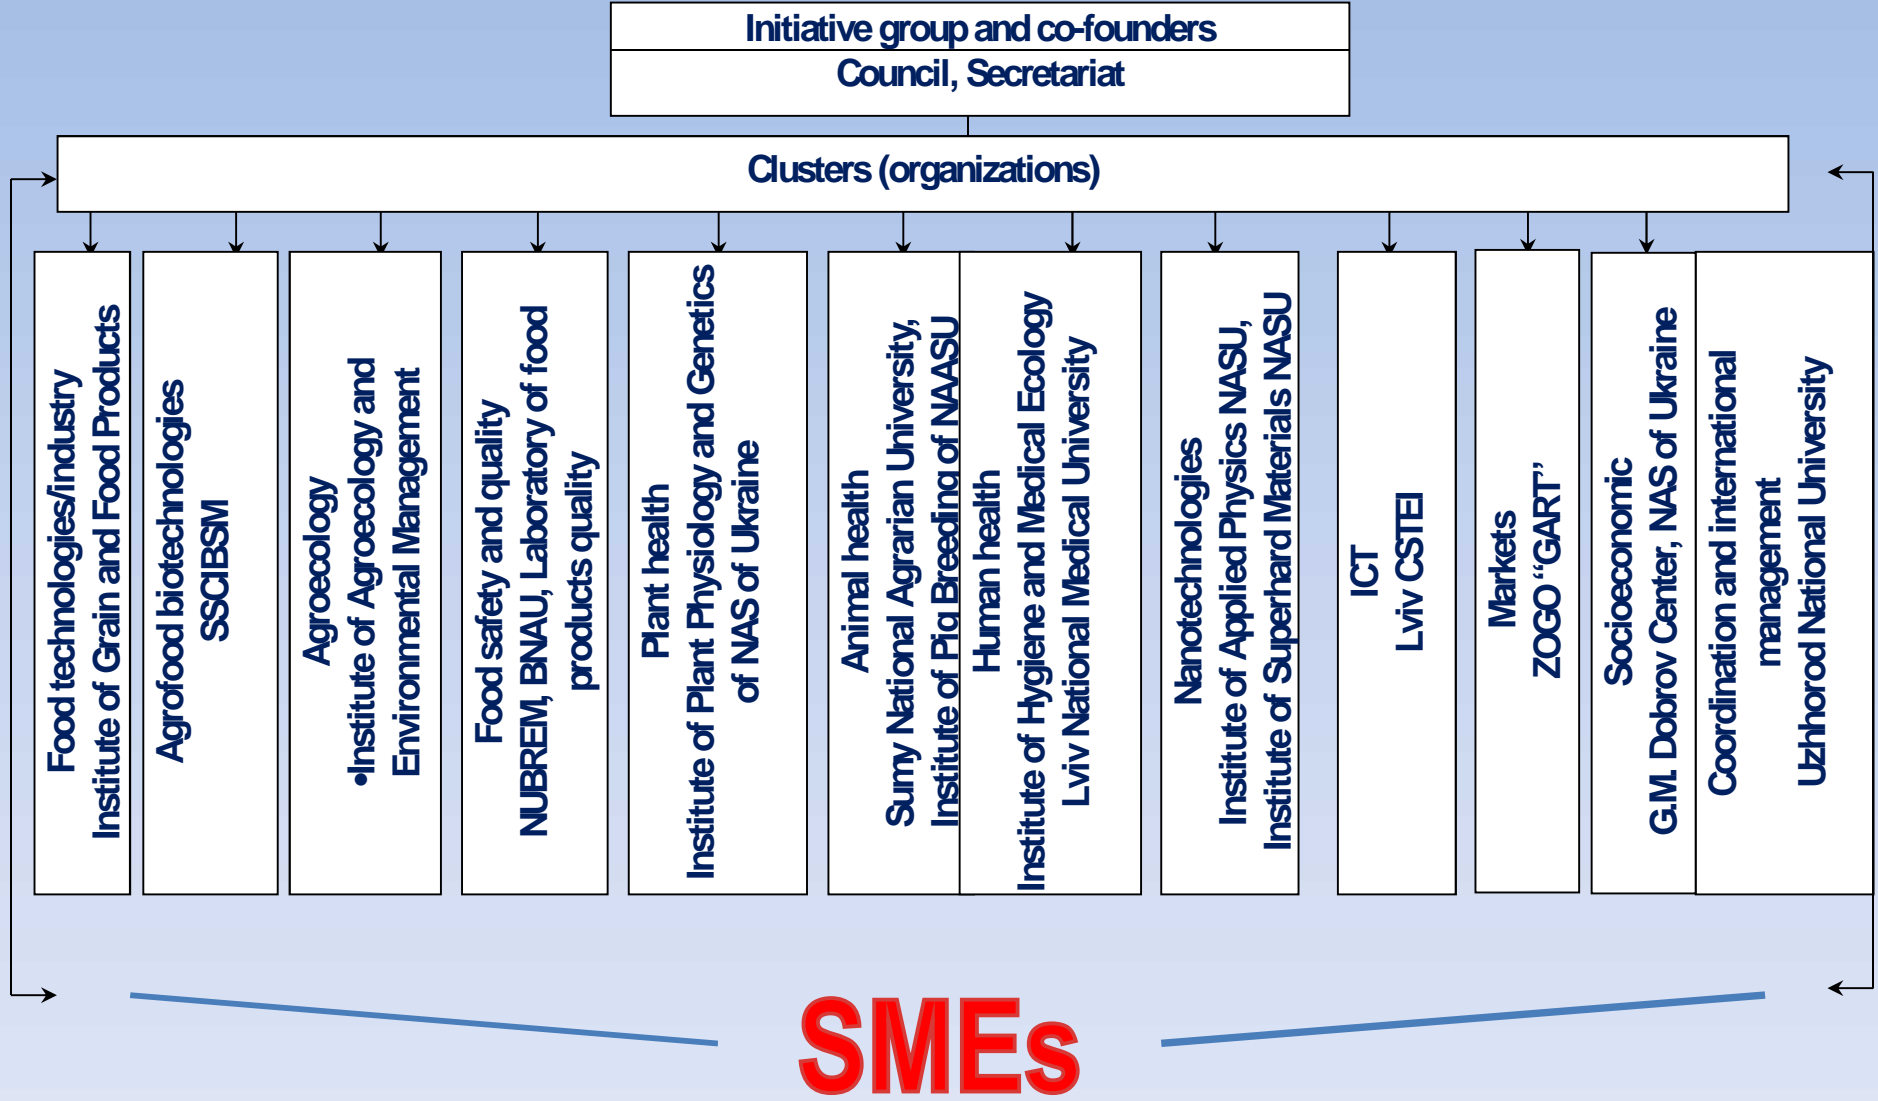 Initiative group and co-founders
Council, Secretariat
Clusters (organizations)
Food technologies/industry
Institute of Grain and Food Products
Agrofood biotechnologies
SSCIBSM
Agroecology
•Institute of Agroecology and
Environmental Management
Food safety and quality
NUBREM, BNAU, Laboratory of food
products quality
Plant health
Institute of Plant Physiology and Genetics
of NAS of Ukraine
Animal health
Sumy National Agrarian University,
Institute of Pig Breeding of NAASU
Human health
Institute of Hygiene and Medical Ecology
Lviv National Medical University
Nanotechnologies
Institute of Applied Physics NASU,
Institute of Superhard Materials NASU
ICT
Lviv CSTEI
Markets
ZOGO “GART”
Socioeconomic
G.M. Dobrov Center, NAS of Ukraine
Coordination and international
management
Uzhhorod National University
SMEs